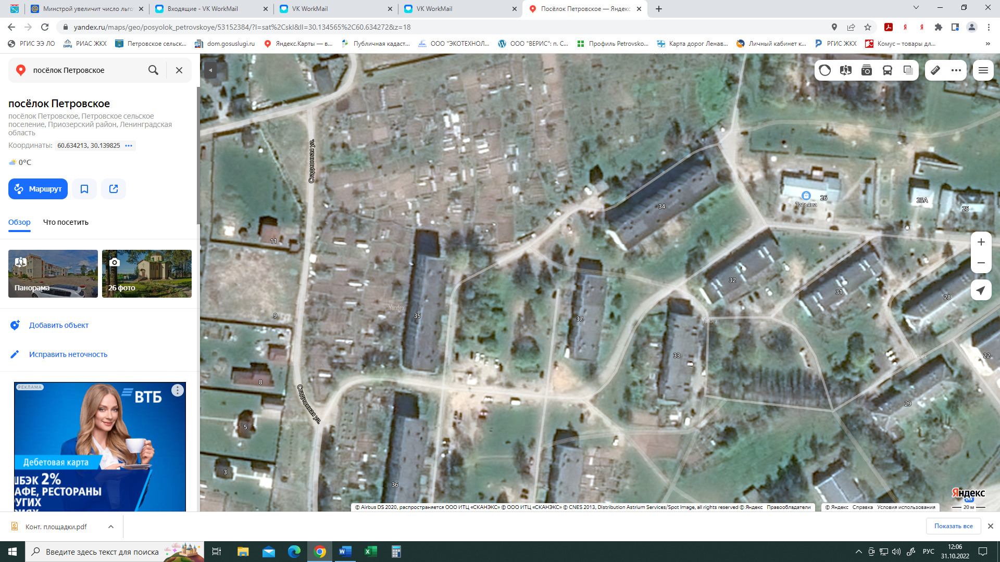 Минстрой увеличит число льго
Входящие - VK WorkMail
VK WorkMail
VK WorkMail
Посёлок Петровское — Яндекс
yandex.ru/maps/geo/posyolok_petrovskoye/53152384/?l=sat%2Cskl&ll=30.134565%2C60.634272&z=18
РГИС ЭЭ ЛО
РИАС ЖКХ
Петровское сельск...
dom.gosuslugi.ru
Яндекс.Карты — в...
Публичная кадаст...
ООО "ЭКОТЕХНОЛ...
ООО "ВЕРИС": п. С...
Профиль Petrovsko...
Карта дорог Ленав...
Личный кабинет к...
РГИС ЖКХ
Комус – товары дл...
»
посёлок Петровское
посёлок Петровское
посёлок Петровское, Петровское сельское
поселение, Приозерский район, Ленинградская
область
Координаты: 60.634213, 30.139825
0°C
Маршрут
Обзор
Что посетить
Панорама
26 фото
Добавить объект
Исправить неточность
РЕКЛАМА
ВТБ
Дебетовая карта
ШБЭК 2%
АФЕ, РЕСТОРАНЫ
РУГИХ
Стадионная ул.
Стадионная ул.
11
9
8
5
3
35
36
37
34
32
33
31
28
29
22
26
Татьяна
25А
25
Yandex
Yandex
Yandex
Яндекс
20 м
© Airbus DS 2020, распространяется ООО ИТЦ «СКАНЭКС» © ООО ИТЦ «СКАНЭКС» © CNES 2013, Distribution Astrium Services/Spot Image, all rights reserved © Яндекс Правообладатели
© Яндекс Справка Условия использования
Конт. площадки.pdf
Показать все
Введите здесь текст для поиска
РУС
12:06
31.10.2022